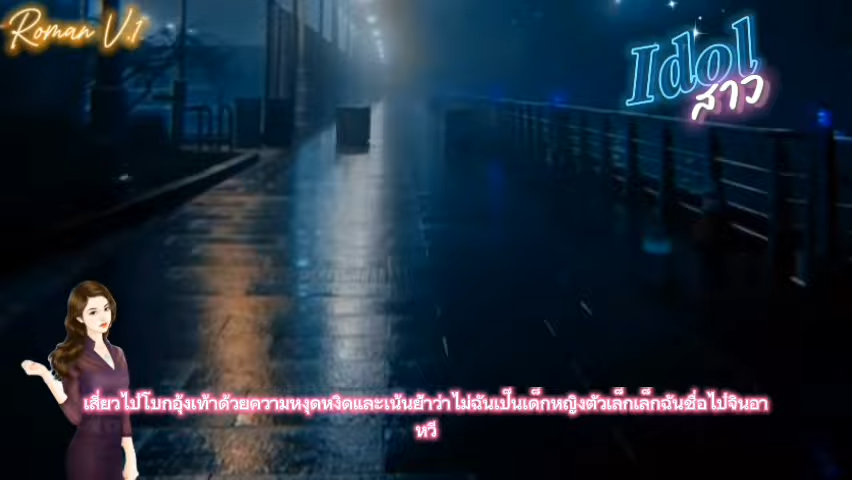 Roman V.1
Idol
สาว
เสี่ยวไป๋โบกอุ้งเท้าด้วยความหงุดหงิดและเน้นย้ำว่าไม่ฉันเป็นเด็กหญิงตัวเล็กเล็กฉันชื่อไป๋จินอา
หวี